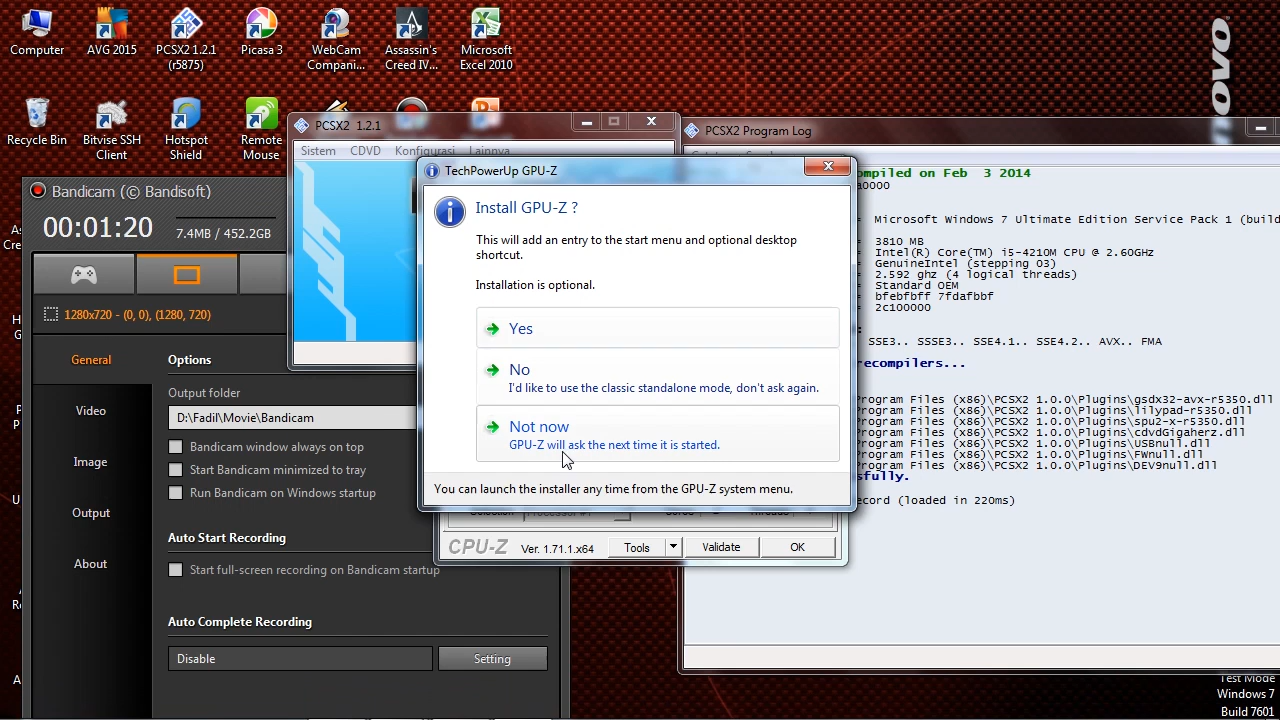 Computer
AVG 2015
PCSX2 1.2.1
(r5875)
Picasa 3
WebCam
Compani...
Assassin's
Creed IV...
Microsoft
Excel 2010
Recycle Bin
Bitvise SSH
Client
Hotspot
Shield
Remote
Mouse
PCSX2 1.2.1
Sistem CDVD Konfigurasi Lainnya
PCSX2 Program Log
Bandicam (© Bandisoft)
00:01:20
7.4MB / 452.2GB
1280x720 - (0, 0), (1280, 720)
General
Video
Image
Output
About
Options
Output folder
D:\Fadil\Movie\Bandicam
Bandicam window always on top
Start Bandicam minimized to tray
Run Bandicam on Windows startup
Auto Start Recording
Start full-screen recording on Bandicam startup
Auto Complete Recording
Disable
Setting
TechPowerUp GPU-Z
Install GPU-Z ?
This will add an entry to the start menu and optional desktop
shortcut.
Installation is optional.
Yes
No
I'd like to use the classic standalone mode, don't ask again.
Not now
GPU-Z will ask the next time it is started.
You can launch the installer any time from the GPU-Z system menu.
CPU-Z Ver. 1.71.1.x64 Tools Validate OK
ompiled on Feb 3 2014
a0000
= Microsoft Windows 7 Ultimate Edition Service Pack 1 (build
= 3810 MB
= Intel(R) Core(TM) i5-4210M CPU @ 2.60GHz
= GenuineIntel (stepping 03)
= 2.592 ghz (4 logical threads)
= Standard OEM
= bfebfbff 7fdafbbf
= 2c100000
SSE3.. SSSE3.. SSE4.1.. SSE4.2.. AVX.. FMA
ecompilers...
Program Files (x86)\PCSX2 1.0.0\Plugins\gsdx32-avx-r5350.dll
Program Files (x86)\PCSX2 1.0.0\Plugins\lilypad-r5350.dll
Program Files (x86)\PCSX2 1.0.0\Plugins\spu2-x-r5350.dll
Program Files (x86)\PCSX2 1.0.0\Plugins\cdvdGigaherz.dll
Program Files (x86)\PCSX2 1.0.0\Plugins\USBnull.dll
Program Files (x86)\PCSX2 1.0.0\Plugins\FWnull.dll
Program Files (x86)\PCSX2 1.0.0\Plugins\DEV9null.dll
sfully.
ecord (loaded in 220ms)
Test Mode
Windows 7
Build 7601